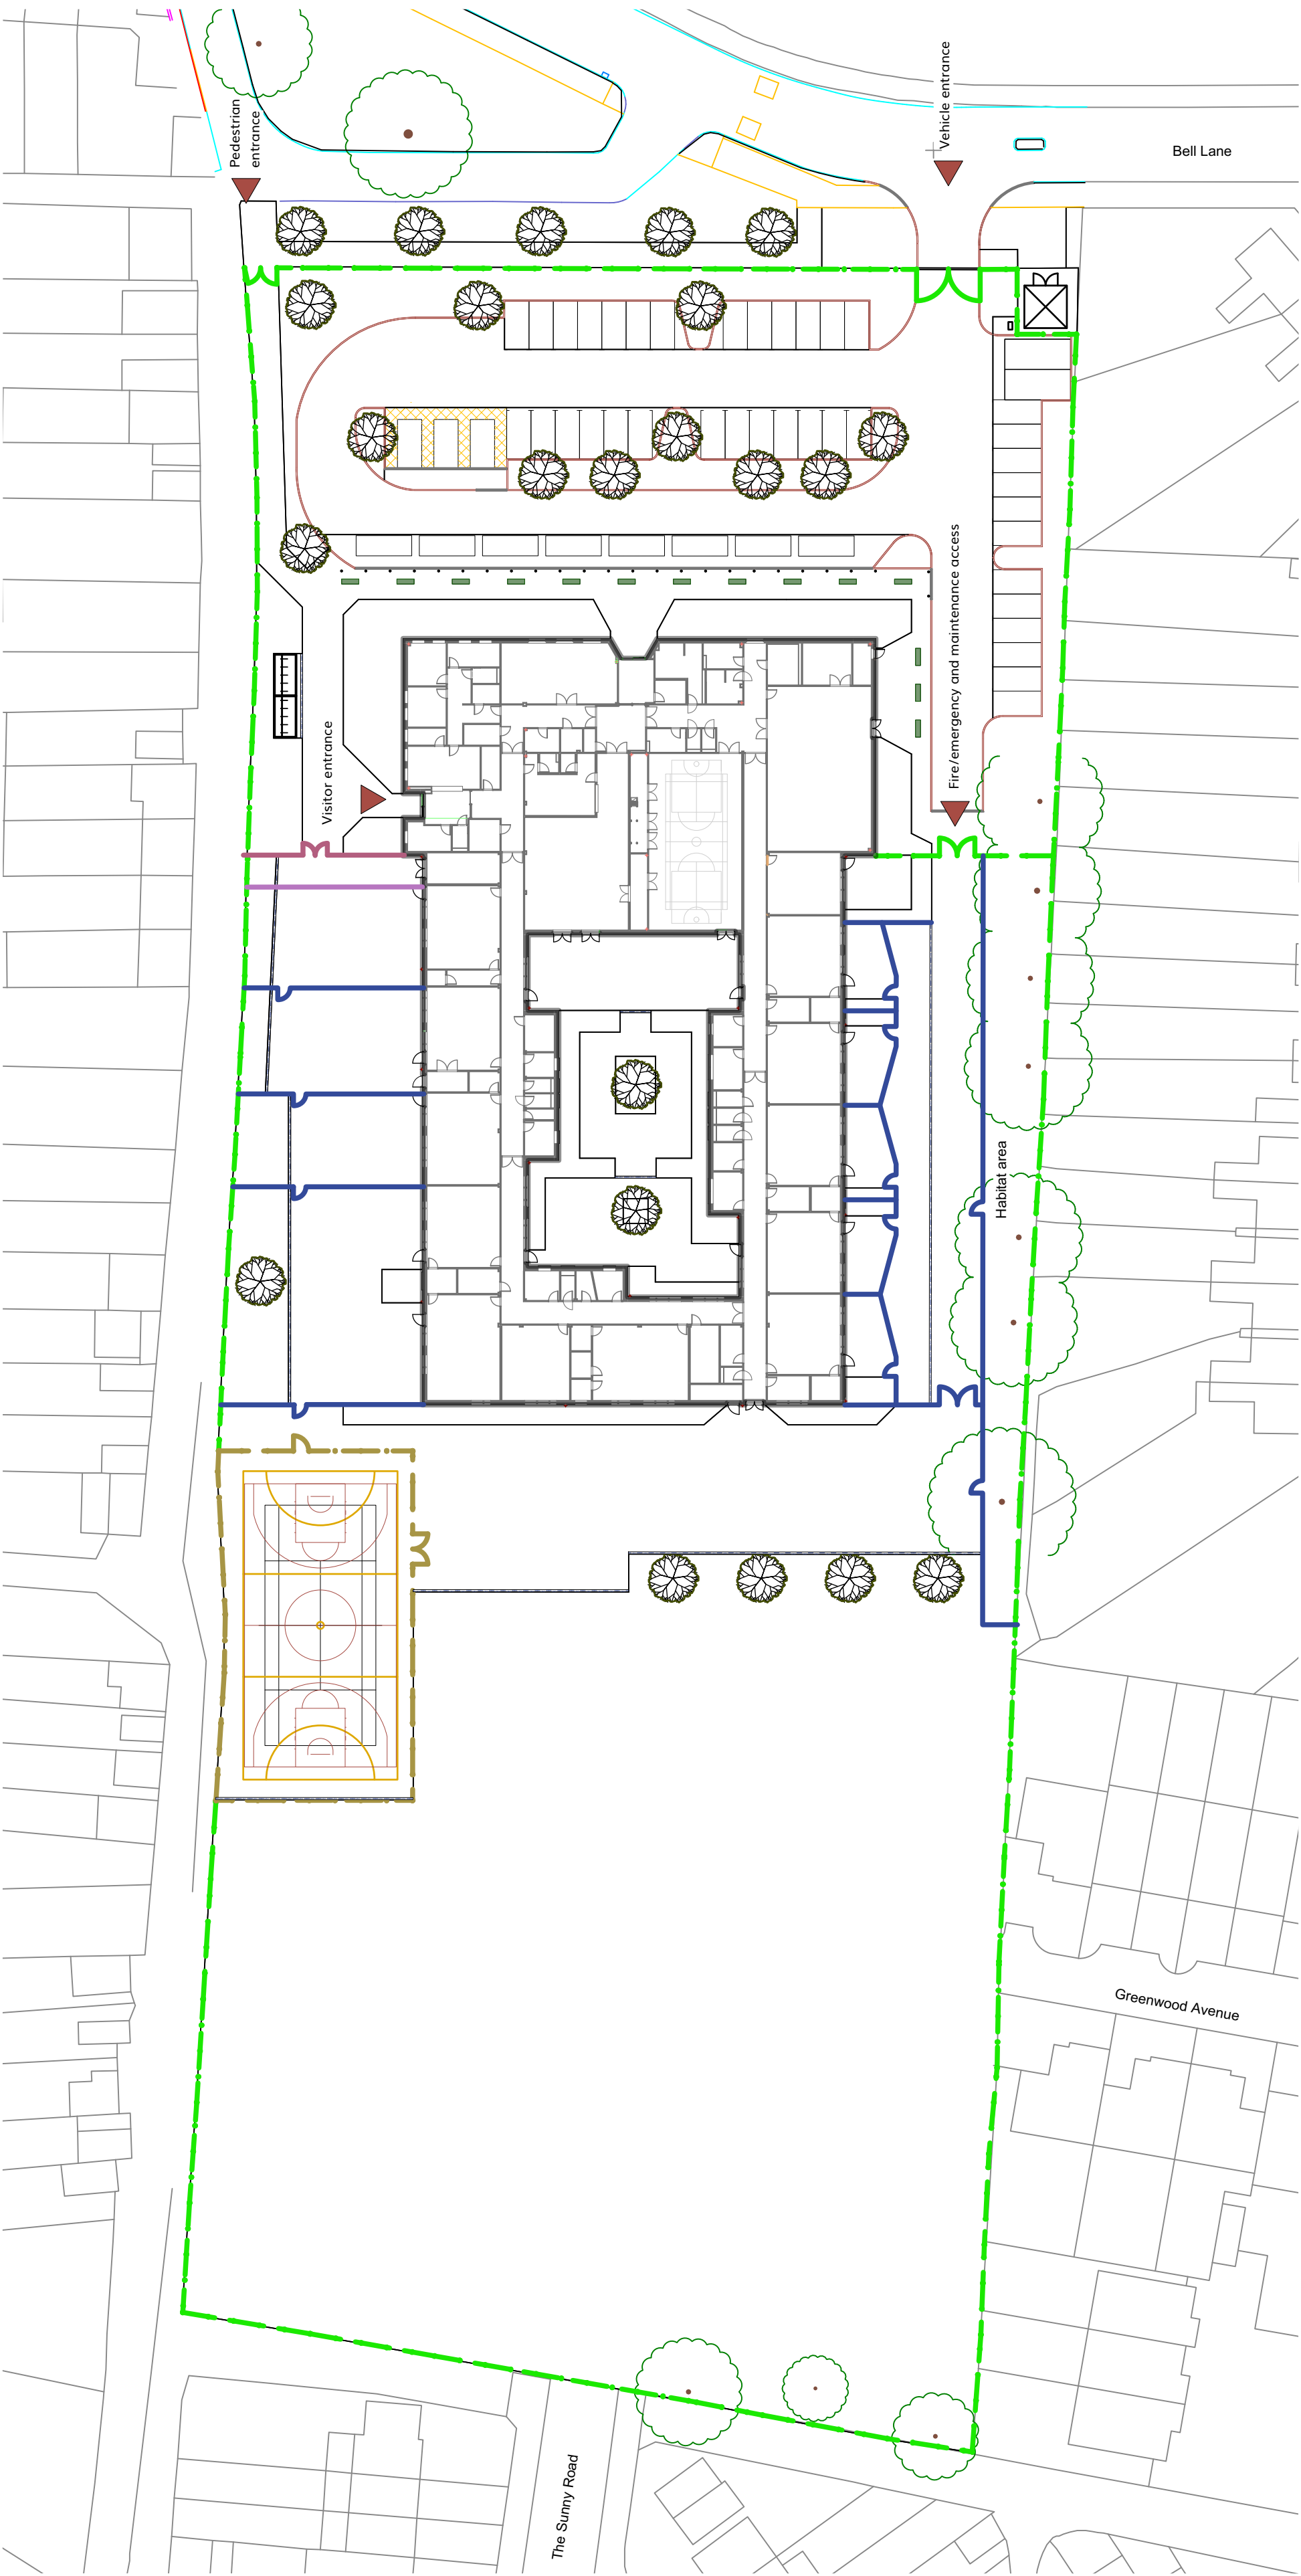 Vehicle entrance
Pedestrian
entrance
Bell Lane
Fire/emergency and maintenance access
Visitor entrance
Habitat area
Greenwood Avenue
The Sunny Road